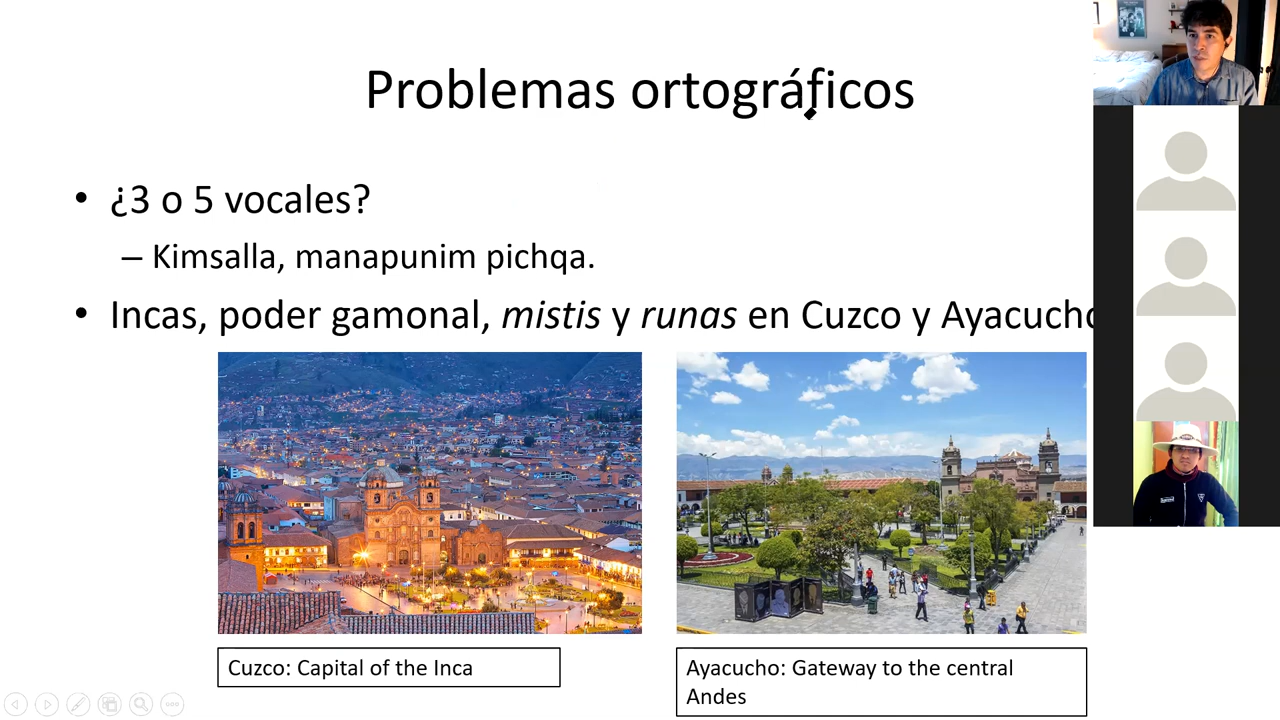 Problemas ortográficos
• ¿3 o 5 vocales?
– Kimsalla, manapunim pichqa.
• Incas, poder gamonal, mistis y runas en Cuzco y Ayacucho
Cuzco: Capital of the Inca
Ayacucho: Gateway to the central
Andes